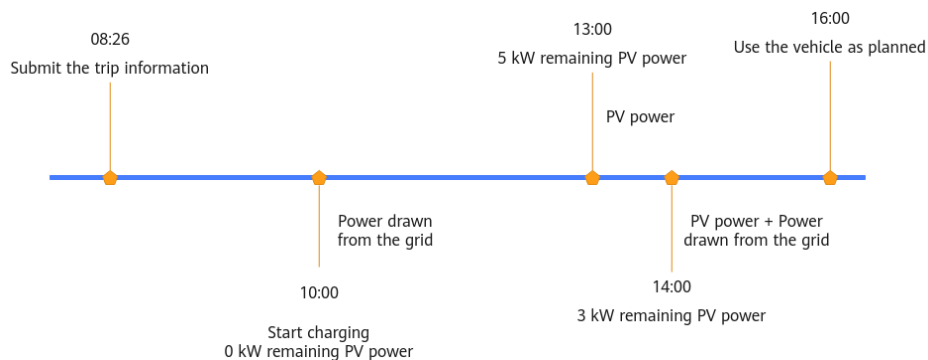 08:26
Submit the trip information
13:00
5 kW remaining PV power
16:00
Use the vehicle as planned
PV power
Power drawn
from the grid
PV power + Power
drawn from the grid
10:00
Start charging
0 kW remaining PV power
14:00
3 kW remaining PV power